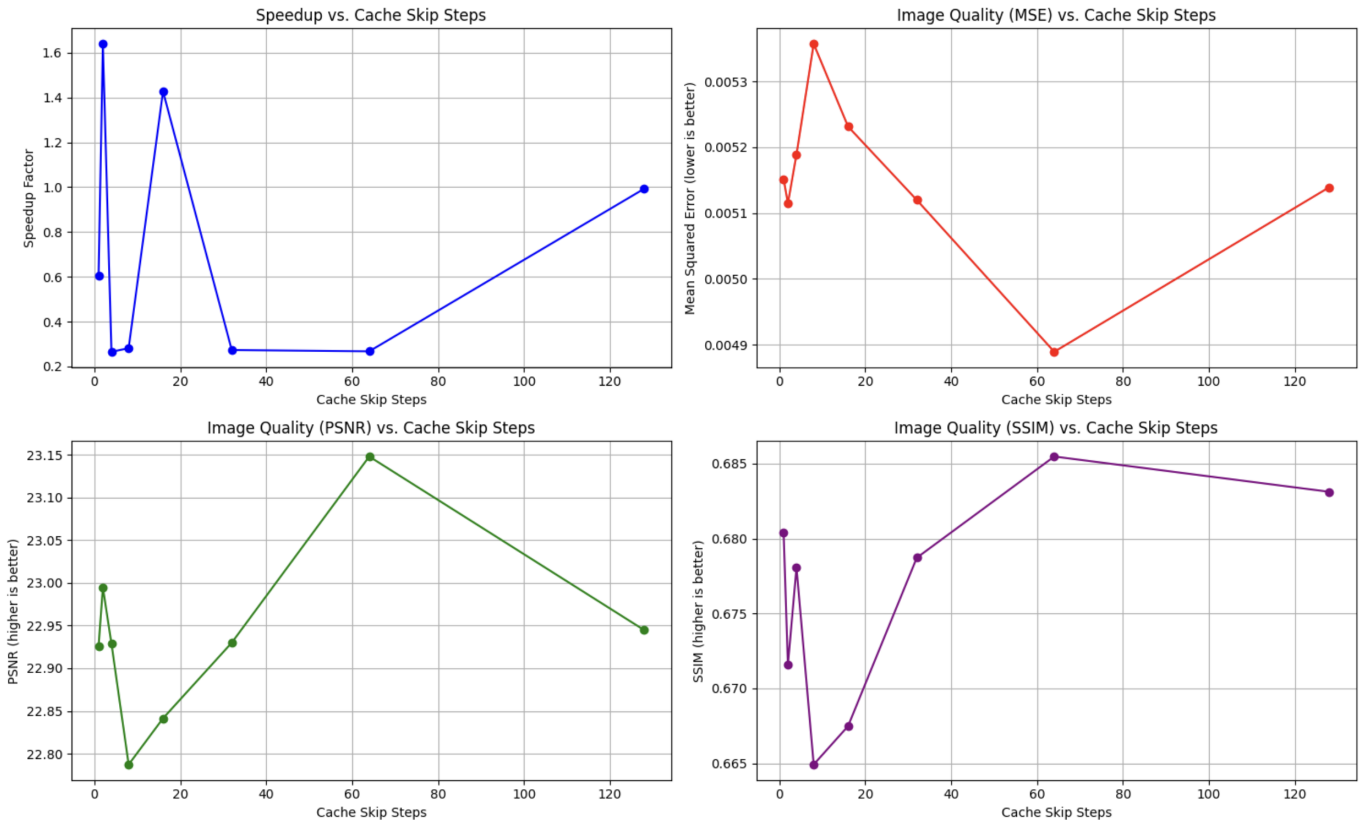 Speedup vs. Cache Skip Steps
1.6
1.4
1.2
1.0
0.8
0.6
0.4
0.2
Speedup Factor
0 20 40 60 80 100 120
Cache Skip Steps
Image Quality (MSE) vs. Cache Skip Steps
0.0053
0.0052
0.0051
0.0050
0.0049
Mean Squared Error (lower is better)
0 20 40 60 80 100 120
Cache Skip Steps
Image Quality (PSNR) vs. Cache Skip Steps
23.15
23.10
23.05
23.00
22.95
22.90
22.85
22.80
PSNR (higher is better)
0 20 40 60 80 100 120
Cache Skip Steps
Image Quality (SSIM) vs. Cache Skip Steps
0.685
0.680
0.675
0.670
0.665
SSIM (higher is better)
0 20 40 60 80 100 120
Cache Skip Steps